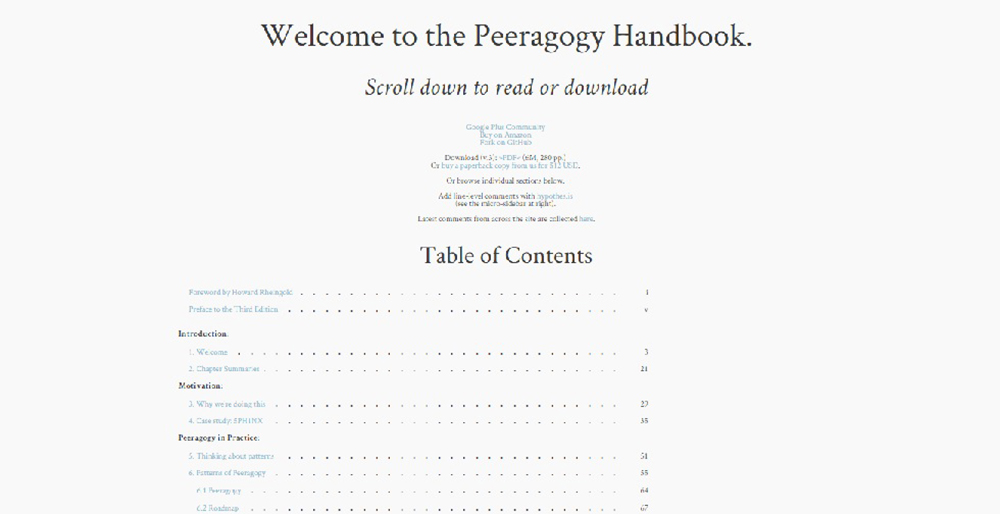 Welcome to the Peeragogy Handbook.
Scroll down to read or download
Google Plus Community
Buy on Amazon
Fork on GitHub
Download (v.3): >PDF< (6M, 280 pp.)
Or buy a paperback copy from us for $12 USD.
Or browse individual sections below.
Add line-level comments with hypothes.is
(see the micro-sidebar at right).
Latest comments from across the site are collected here.
Table of Contents
Foreword by Howard Rheingold . . . . . . . . . . . . . . . . . . . . . . . . . . i
Preface to the Third Edition . . . . . . . . . . . . . . . . . . . . . . . . . . . v
Introduction:
1. Welcome . . . . . . . . . . . . . . . . . . . . . . . . . . . . . . . 3
2. Chapter Summaries . . . . . . . . . . . . . . . . . . . . . . . . . . . . 21
Motivation:
3. Why we're doing this . . . . . . . . . . . . . . . . . . . . . . . . . . . . 29
4. Case study: SPHINX . . . . . . . . . . . . . . . . . . . . . . . . . . . . 35
Peeragogy in Practice:
5. Thinking about patterns . . . . . . . . . . . . . . . . . . . . . . . . . . . 51
6. Patterns of Peeragogy . . . . . . . . . . . . . . . . . . . . . . . . . . . . 55
6.1 Peeragogy . . . . . . . . . . . . . . . . . . . . . . . . . . . . . . 64
6.2 Roadmap . . . . . . . . . . . . . . . . . . . . . . . . . . . . . . 67